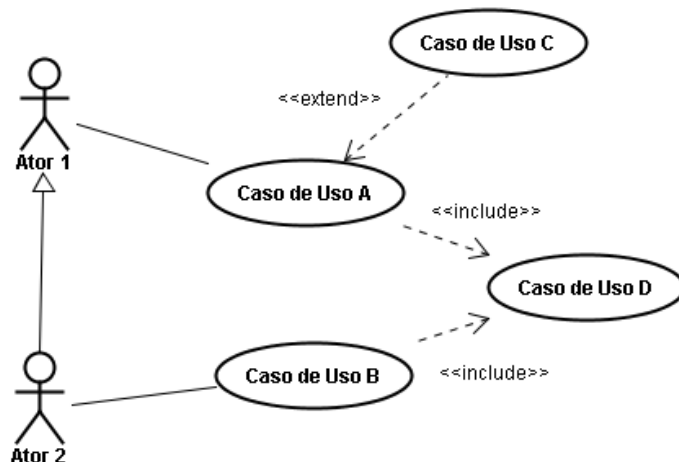 Caso de Uso C
<<extend>>
Ator 1
Caso de Uso A
<<include>>
Caso de Uso D
Caso de Uso B
<<include>>
Ator 2